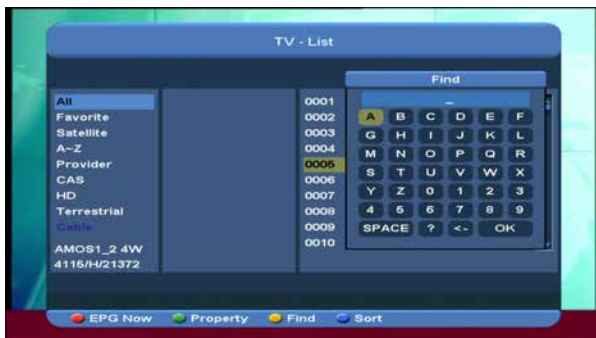 TV - List
Find
_
All
Favorite
Satellite
A~Z
Provider
CAS
HD
Terrestrial
Cable
AMOS1_2 4W
4116/H/21372
0001
0002
0003
0004
0005
0006
0007
0008
0009
0010
A B C D E F
G H I J K L
M N O P Q R
S T U V W X
Y Z 0 1 2 3
4 5 6 7 8 9
SPACE ? <- OK
EPG Now Property Find Sort